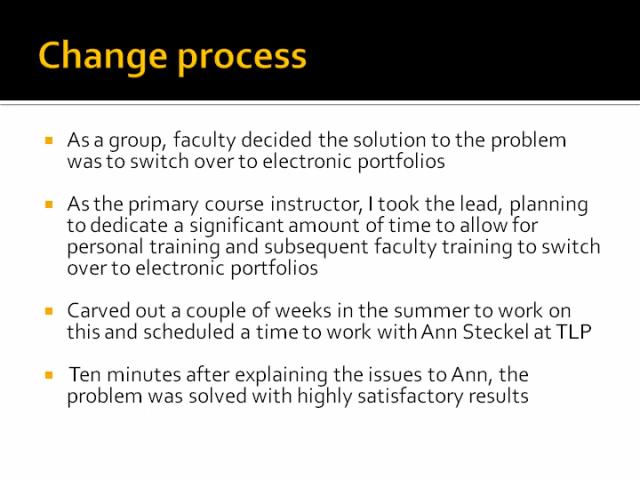 Change process
As a group, faculty decided the solution to the problem
was to switch over to electronic portfolios
As the primary course instructor, I took the lead, planning
to dedicate a significant amount of time to allow for
personal training and subsequent faculty training to switch
over to electronic portfolios
Carved out a couple of weeks in the summer to work on
this and scheduled a time to work with Ann Steckel at TLP
Ten minutes after explaining the issues to Ann, the
problem was solved with highly satisfactory results